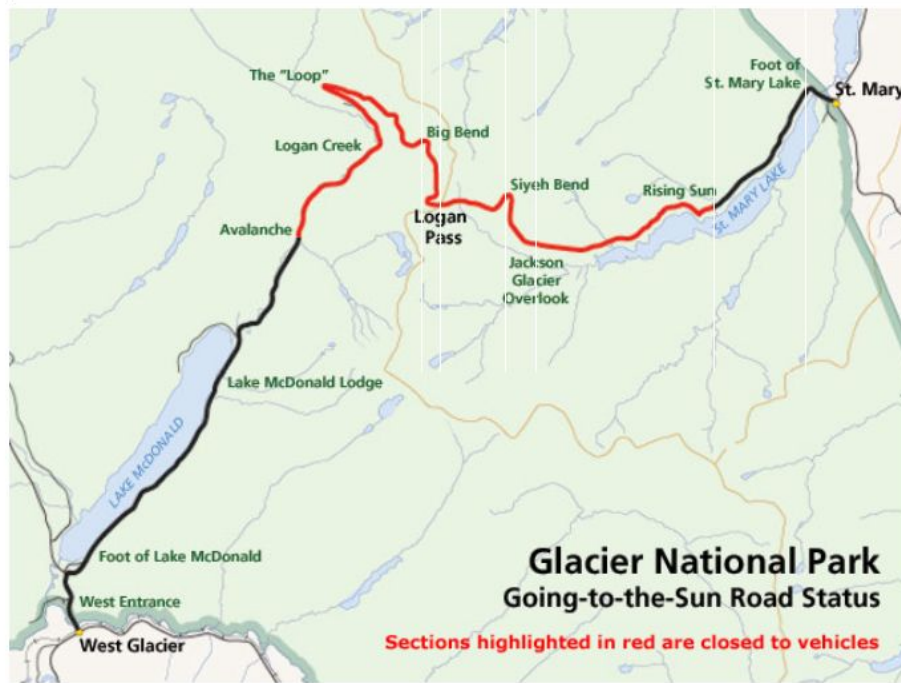 The "Loop"
Foot of
St. Mary Lake
St. Mary
Logan Creek
Big Bend
Siyeh Bend
Rising Sun
ST. MARY LAKE
Avalanche
Logan
Pass
Jackson
Glacier
Overlook
Lake McDonald Lodge
LAKE McDONALD
Foot of Lake McDonald
West Entrance
West Glacier
Glacier National Park
Going-to-the-Sun Road Status
Sections highlighted in red are closed to vehicles